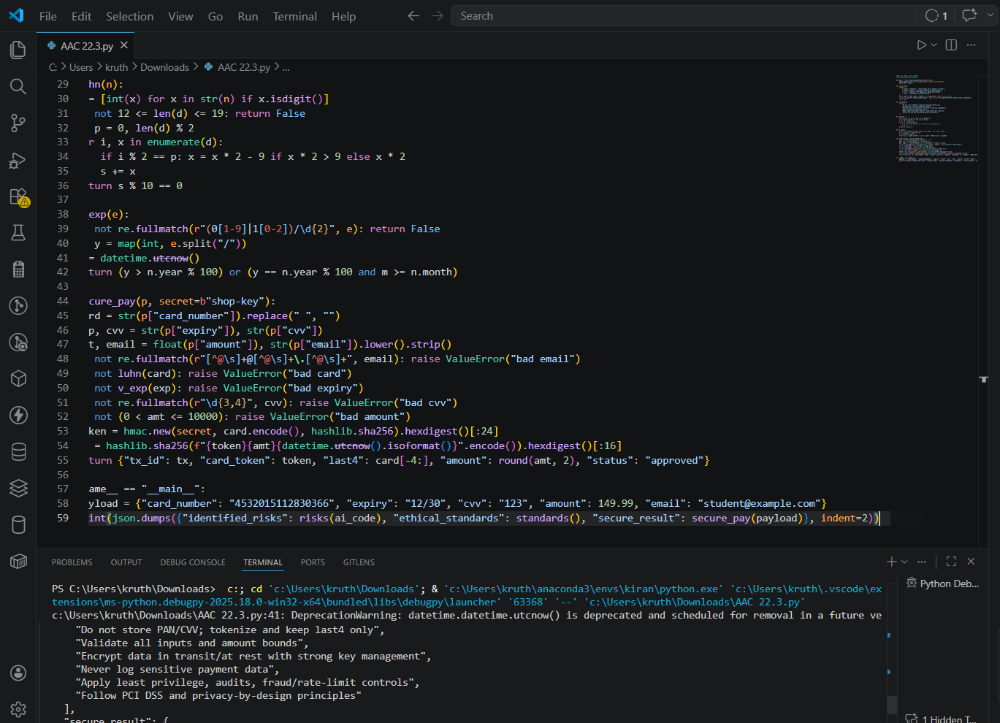 File Edit Selection View Go Run Terminal Help
Search
1
AAC 22.3.py
C: > Users > kruth > Downloads > AAC 22.3.py > ...
29 hn(n):
30 = [int(x) for x in str(n) if x.isdigit()]
31 not 12 <= len(d) <= 19: return False
32 p = 0, len(d) % 2
33 r i, x in enumerate(d):
34 if i % 2 == p: x = x * 2 - 9 if x * 2 > 9 else x * 2
35 s += x
36 turn s % 10 == 0
37
38 exp(e):
39 not re.fullmatch(r"(0[1-9]|1[0-2])/\d{2}", e): return False
40 y = map(int, e.split("/"))
41 = datetime.utcnow()
42 turn (y > n.year % 100) or (y == n.year % 100 and m >= n.month)
43
44 cure_pay(p, secret=b"shop-key"):
45 rd = str(p["card_number"]).replace(" ", "")
46 p, cvv = str(p["expiry"]), str(p["cvv"])
47 t, email = float(p["amount"]), str(p["email"]).lower().strip()
48 not re.fullmatch(r"[^@\s]+@[^@\s]+\.[^@\s]+", email): raise ValueError("bad email")
49 not luhn(card): raise ValueError("bad card")
50 not v_exp(exp): raise ValueError("bad expiry")
51 not re.fullmatch(r"\d{3,4}", cvv): raise ValueError("bad cvv")
52 not (0 < amt <= 10000): raise ValueError("bad amount")
53 ken = hmac.new(secret, card.encode(), hashlib.sha256).hexdigest()[:24]
54 = hashlib.sha256(f"{token}{amt}{datetime.utcnow().isoformat()}".encode()).hexdigest()[:16]
55 turn {"tx_id": tx, "card_token": token, "last4": card[-4:], "amount": round(amt, 2), "status": "approved"}
56
57 ame__ == "__main__":
58 yload = {"card_number": "4532015112830366", "expiry": "12/30", "cvv": "123", "amount": 149.99, "email": "student@example.com"}
59 int(json.dumps({"identified_risks": risks(ai_code), "ethical_standards": standards(), "secure_result": secure_pay(payload)}, indent=2))
PROBLEMS OUTPUT DEBUG CONSOLE TERMINAL PORTS GITLENS
PS C:\Users\kruth\Downloads> c:; cd 'c:\Users\kruth\Downloads'; & 'c:\Users\kruth\anaconda3\envs\kiran\python.exe' 'c:\Users\kruth\.vscode\ex
tensions\ms-python.debugpy-2025.18.0-win32-x64\bundled\libs\debugpy\launcher' '63368' '--' 'c:\Users\kruth\Downloads\AAC 22.3.py'
c:\Users\kruth\Downloads\AAC 22.3.py:41: DeprecationWarning: datetime.datetime.utcnow() is deprecated and scheduled for removal in a future ve
"Do not store PAN/CVV; tokenize and keep last4 only",
"Validate all inputs and amount bounds",
"Encrypt data in transit/at rest with strong key management",
"Never log sensitive payment data",
"Apply least privilege, audits, fraud/rate-limit controls",
"Follow PCI DSS and privacy-by-design principles"
],
"secure_result": {
Python Deb...
1 Hidden T...